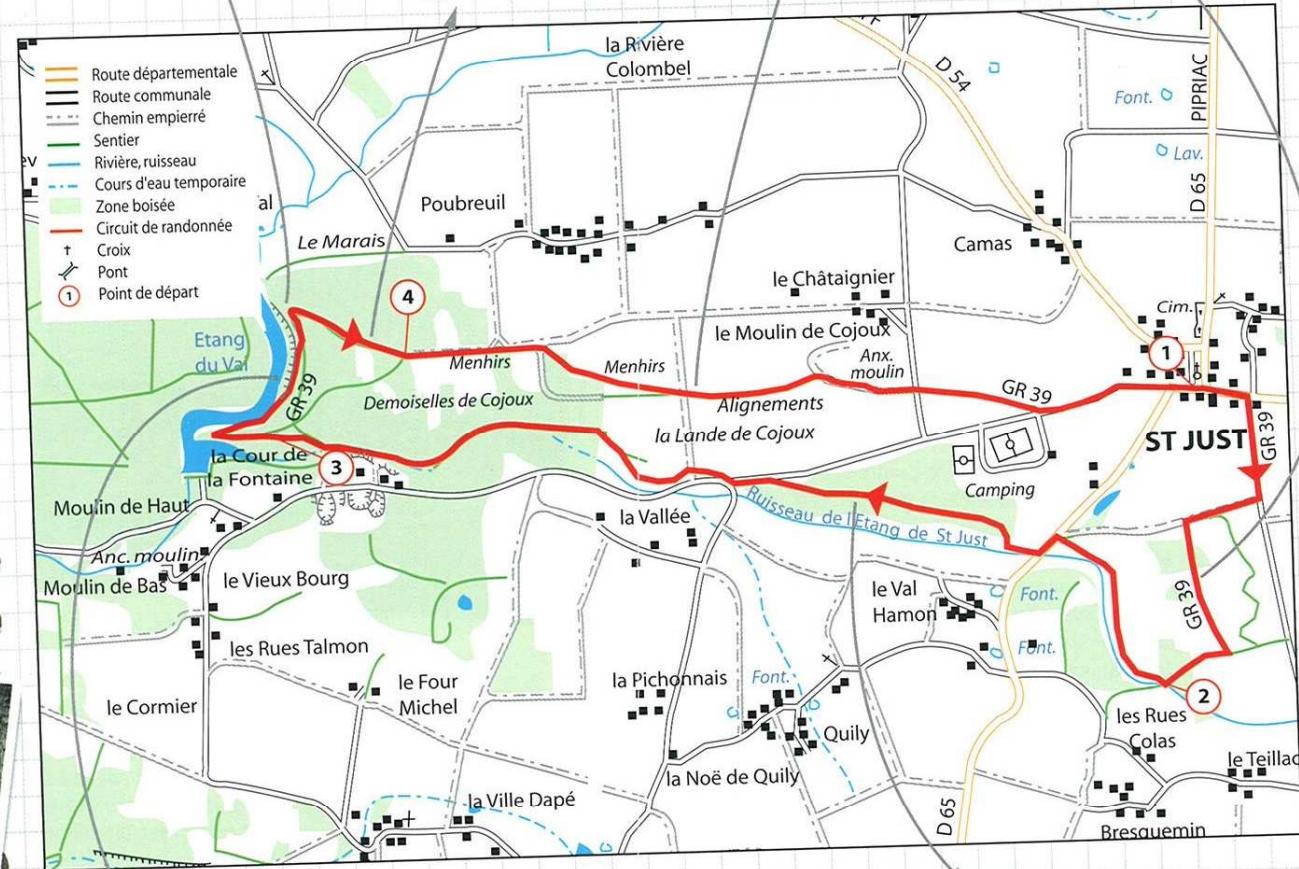 Route départementale
Route communale
Chemin empierré
Sentier
Rivière, ruisseau
Cours d'eau temporaire
Zone boisée
Circuit de randonnée
Croix
Pont
1 Point de départ
la Rivière
Colombel
D 54
PIPRIAC
Font.
Lav.
D 65
Poubreuil
Le Marais
Camas
le Châtaignier
Cim.
4
le Moulin de Cojoux
1
Etang
du Val
Menhirs
Menhirs
Anx.
moulin
GR 39
Demoiselles de Cojoux
Alignements
GR 39
la Lande de Cojoux
ST JUST
GR 39
la Cour de
la Fontaine
3
Camping
Moulin de Haut
la Vallée
Ruisseau de l'Etang de St Just
Anc. moulin
Moulin de Bas
le Vieux Bourg
le Val
Hamon
Font.
GR 39
les Rues Talmon
Font.
le Cormier
le Four
Michel
la Pichonnais
Font.
2
Quily
les Rues
Colas
la Noë de Quily
le Teillac
la Ville Dapé
D 65
Bresquemin